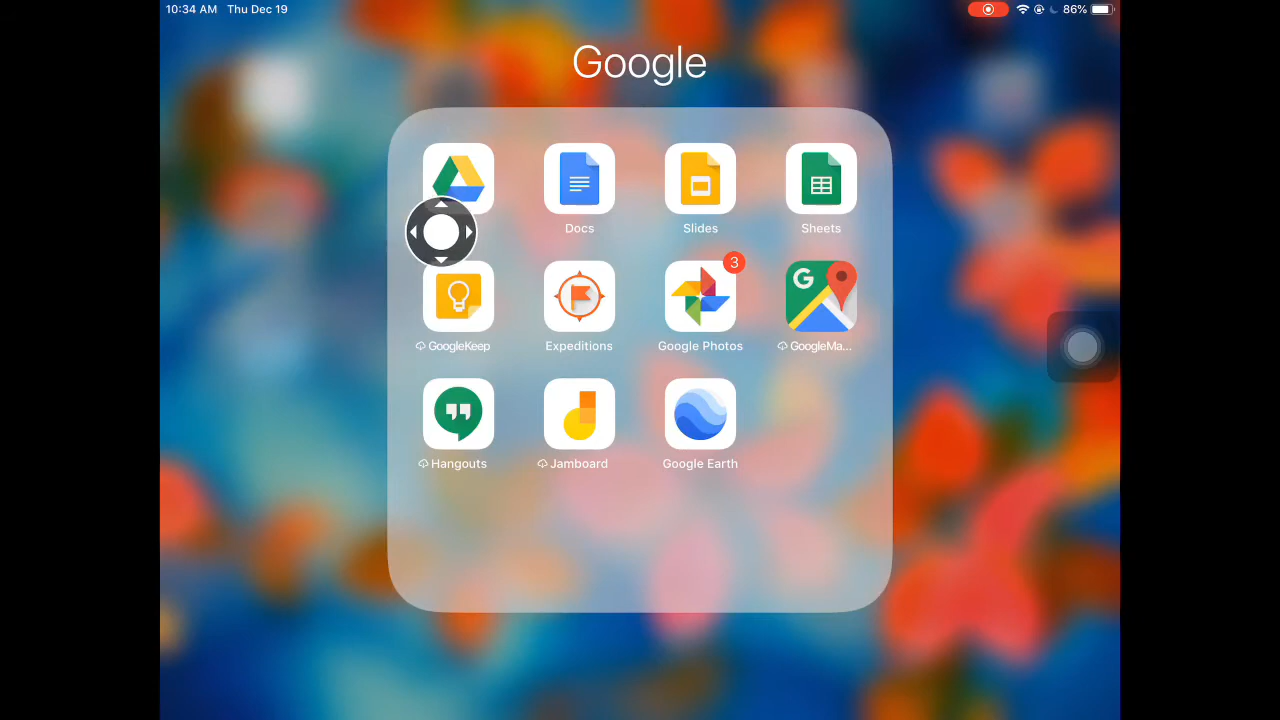 10:34 AM Thu Dec 19 86%
Google
Docs Slides Sheets
3
GoogleKeep Expeditions Google Photos GoogleMa...
Hangouts Jamboard Google Earth